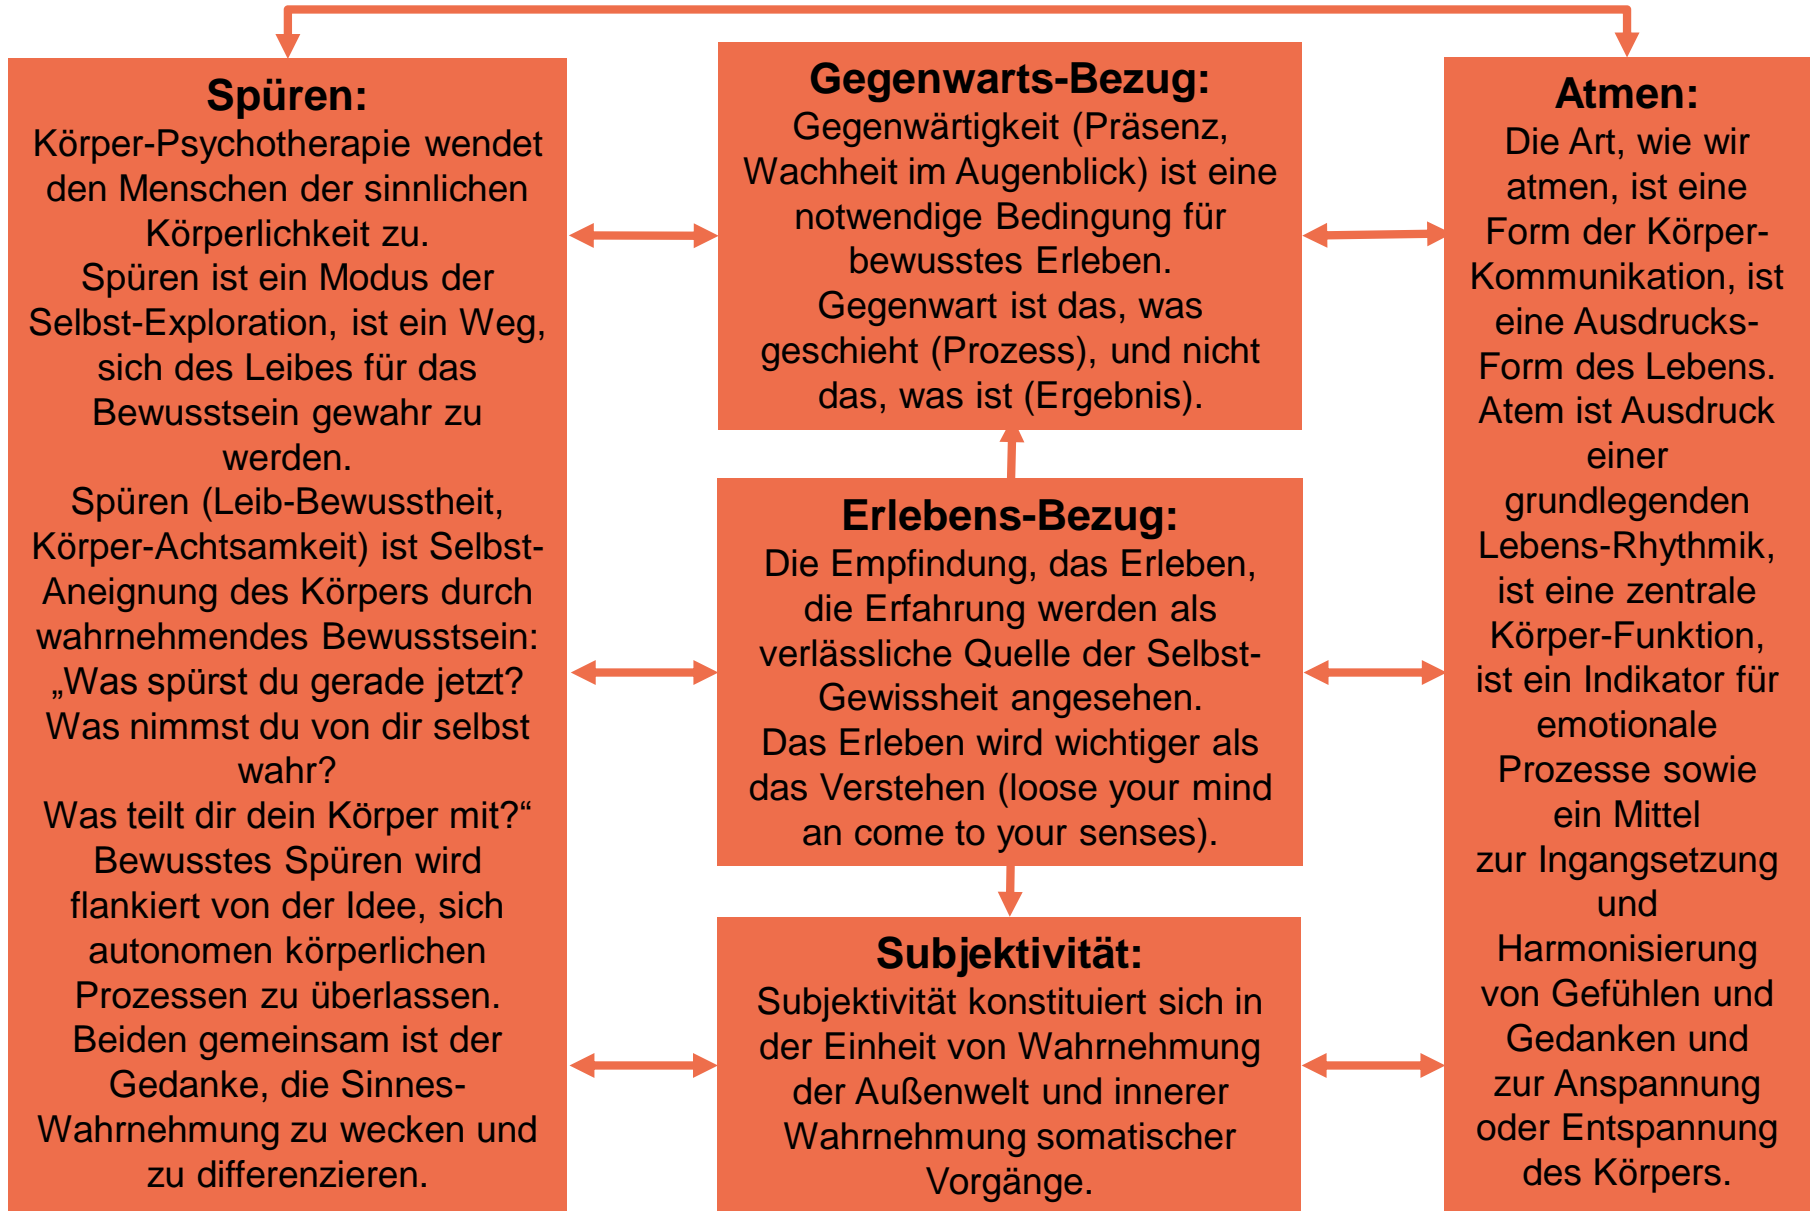 Spüren:
Körper-Psychotherapie wendet
den Menschen der sinnlichen
Körperlichkeit zu.
Spüren ist ein Modus der
Selbst-Exploration, ist ein Weg,
sich des Leibes für das
Bewusstsein gewahr zu
werden.
Spüren (Leib-Bewusstheit,
Körper-Achtsamkeit) ist Selbst-
Aneignung des Körpers durch
wahrnehmendes Bewusstsein:
„Was spürst du gerade jetzt?
Was nimmst du von dir selbst
wahr?
Was teilt dir dein Körper mit?“
Bewusstes Spüren wird
flankiert von der Idee, sich
autonomen körperlichen
Prozessen zu überlassen.
Beiden gemeinsam ist der
Gedanke, die Sinnes-
Wahrnehmung zu wecken und
zu differenzieren.
Gegenwarts-Bezug:
Gegenwärtigkeit (Präsenz,
Wachheit im Augenblick) ist eine
notwendige Bedingung für
bewusstes Erleben.
Gegenwart ist das, was
geschieht (Prozess), und nicht
das, was ist (Ergebnis).
Erlebens-Bezug:
Die Empfindung, das Erleben,
die Erfahrung werden als
verlässliche Quelle der Selbst-
Gewissheit angesehen.
Das Erleben wird wichtiger als
das Verstehen (loose your mind
an come to your senses).
Subjektivität:
Subjektivität konstituiert sich in
der Einheit von Wahrnehmung
der Außenwelt und innerer
Wahrnehmung somatischer
Vorgänge.
Atmen:
Die Art, wie wir
atmen, ist eine
Form der Körper-
Kommunikation, ist
eine Ausdrucks-
Form des Lebens.
Atem ist Ausdruck
einer
grundlegenden
Lebens-Rhythmik,
ist eine zentrale
Körper-Funktion,
ist ein Indikator für
emotionale
Prozesse sowie
ein Mittel
zur Ingangsetzung
und
Harmonisierung
von Gefühlen und
Gedanken und
zur Anspannung
oder Entspannung
des Körpers.